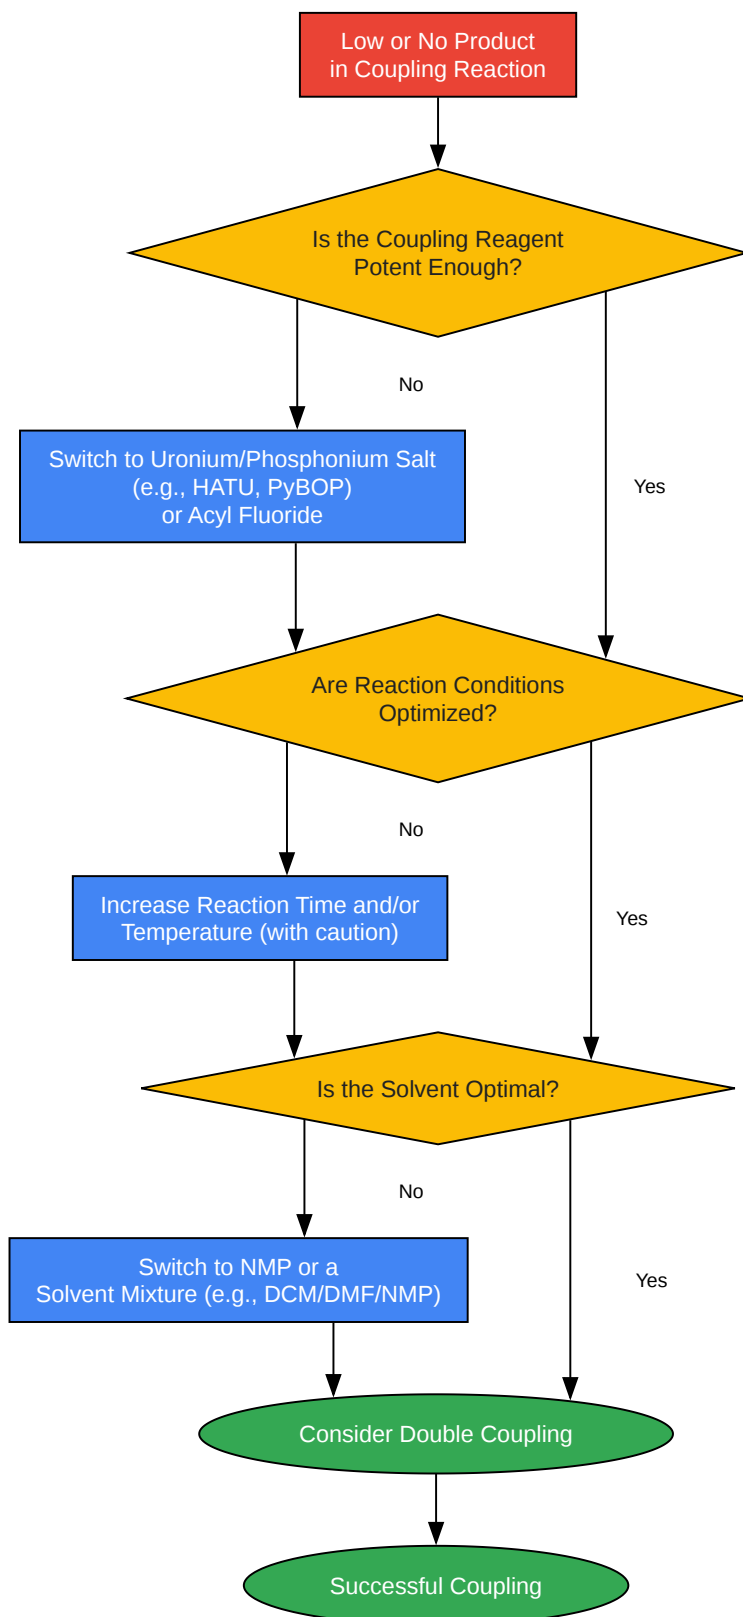 Low or No Product
in Coupling Reaction
Is the Coupling Reagent
Potent Enough?
No
Switch to Uronium/Phosphonium Salt
(e.g., HATU, PyBOP)
or Acyl Fluoride
Yes
Are Reaction Conditions
Optimized?
No
Increase Reaction Time and/or
Temperature (with caution)
Yes
Is the Solvent Optimal?
No
Switch to NMP or a
Solvent Mixture (e.g., DCM/DMF/NMP)
Yes
Consider Double Coupling
Successful Coupling